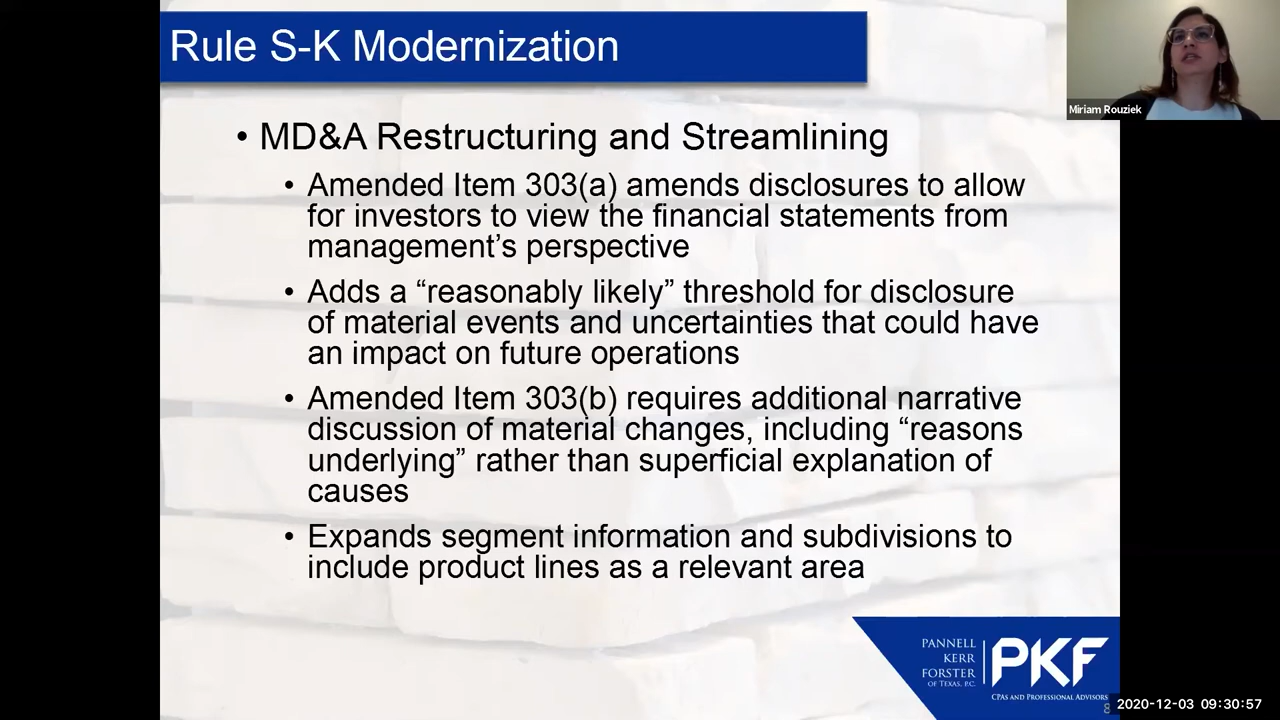 Rule S-K Modernization
Miriam Rouziek
• MD&A Restructuring and Streamlining
• Amended Item 303(a) amends disclosures to allow
for investors to view the financial statements from
management’s perspective
• Adds a “reasonably likely” threshold for disclosure
of material events and uncertainties that could have
an impact on future operations
• Amended Item 303(b) requires additional narrative
discussion of material changes, including “reasons
underlying” rather than superficial explanation of
causes
• Expands segment information and subdivisions to
include product lines as a relevant area
PANNELL
KERR
FORSTER
OF TEXAS, P.C.
PKF
CPAS AND PROFESSIONAL ADVISORS
8
2020-12-03 09:30:57